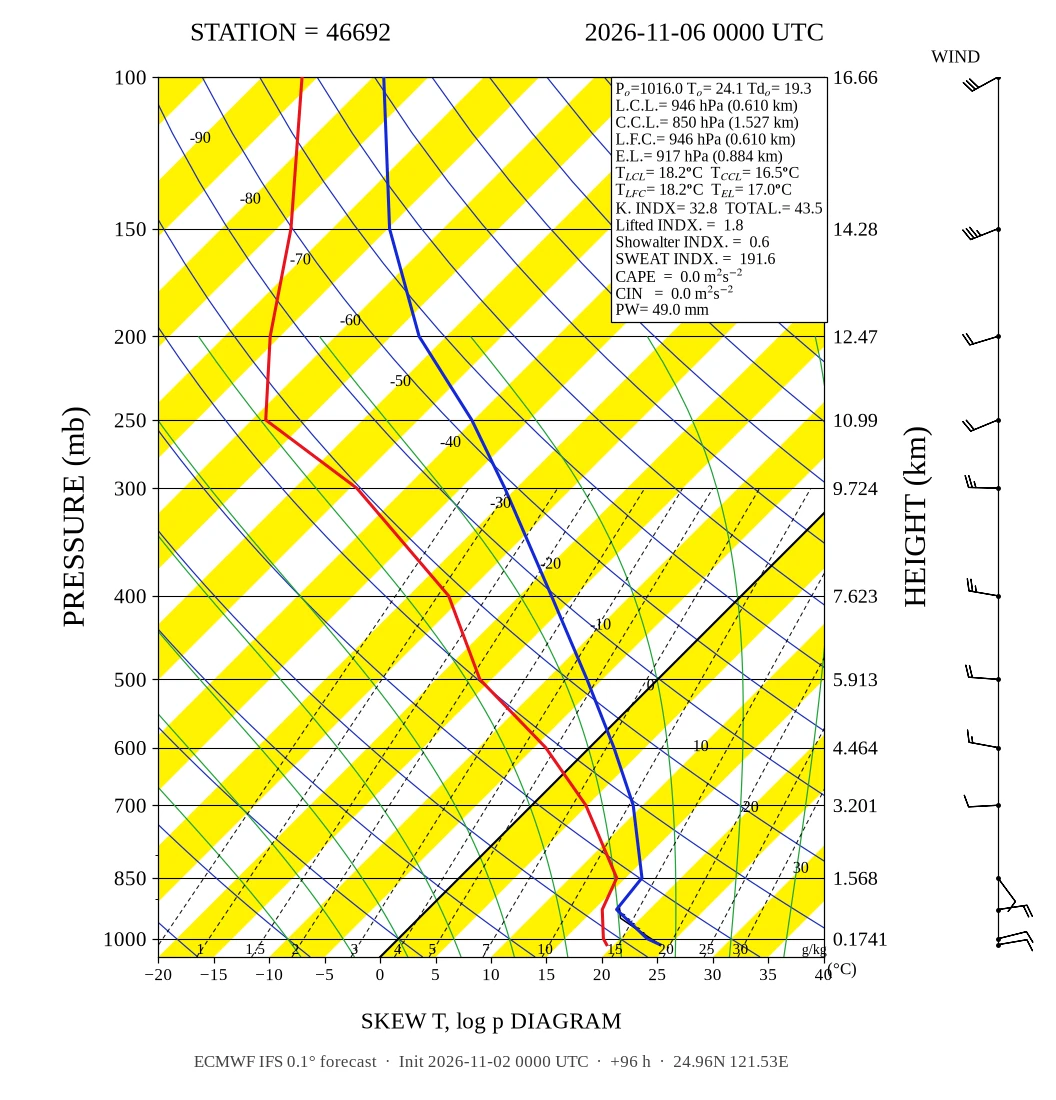 STATION = 46692
2026-11-06 0000 UTC
WIND
100
16.66
Pₒ=1016.0 Tₒ= 24.1 Tdₒ= 19.3
L.C.L.= 946 hPa (0.610 km)
C.C.L.= 850 hPa (1.527 km)
L.F.C.= 946 hPa (0.610 km)
E.L.= 917 hPa (0.884 km)
T_LCL= 18.2°C T_CCL= 16.5°C
T_LFC= 18.2°C T_EL= 17.0°C
K. INDX= 32.8 TOTAL.= 43.5
Lifted INDX. = 1.8
Showalter INDX. = 0.6
SWEAT INDX. = 191.6
CAPE = 0.0 m²s⁻²
CIN = 0.0 m²s⁻²
PW= 49.0 mm
-90
-80
150
14.28
-70
-60
200
12.47
-50
250
10.99
-40
300
9.724
-30
-20
400
7.623
-10
500
5.913
0
10
600
4.464
20
700
3.201
30
850
1.568
1000
0.1741
PRESSURE (mb)
HEIGHT (km)
1 1.5 2 3 4 5 7 10 15 20 25 30 g/kg
−20 −15 −10 −5 0 5 10 15 20 25 30 35 40
(°C)
SKEW T, log p DIAGRAM
ECMWF IFS 0.1° forecast · Init 2026-11-02 0000 UTC · +96 h · 24.96N 121.53E